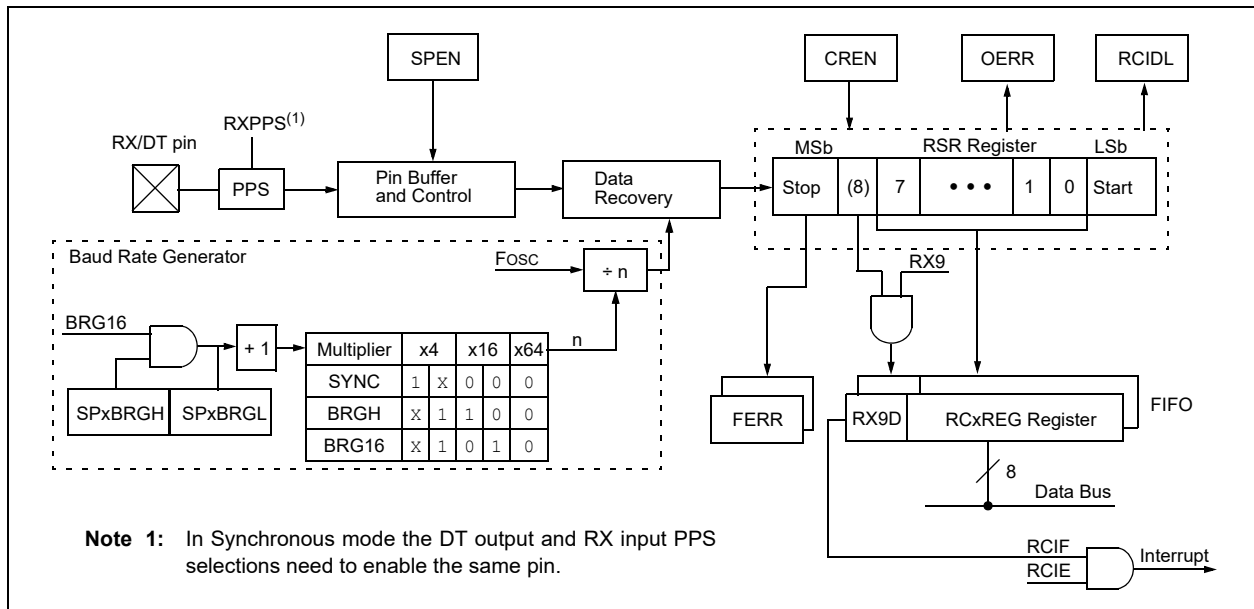 SPEN
CREN
OERR
RCIDL
RXPPS(1)
RX/DT pin
PPS
Pin Buffer
and Control
Data
Recovery
MSb
RSR Register
LSb
Stop (8) 7 • • • 1 0 Start
Baud Rate Generator
FOSC
÷ n
RX9
BRG16
+ 1
n
Multiplier x4 x16 x64
SYNC 1 X 0 0 0
BRGH X 1 1 0 0
BRG16 X 1 0 1 0
SPxBRGH SPxBRGL
FERR
RX9D
RCxREG Register
FIFO
8
Data Bus
RCIF
RCIE
Interrupt
Note 1: In Synchronous mode the DT output and RX input PPS
selections need to enable the same pin.